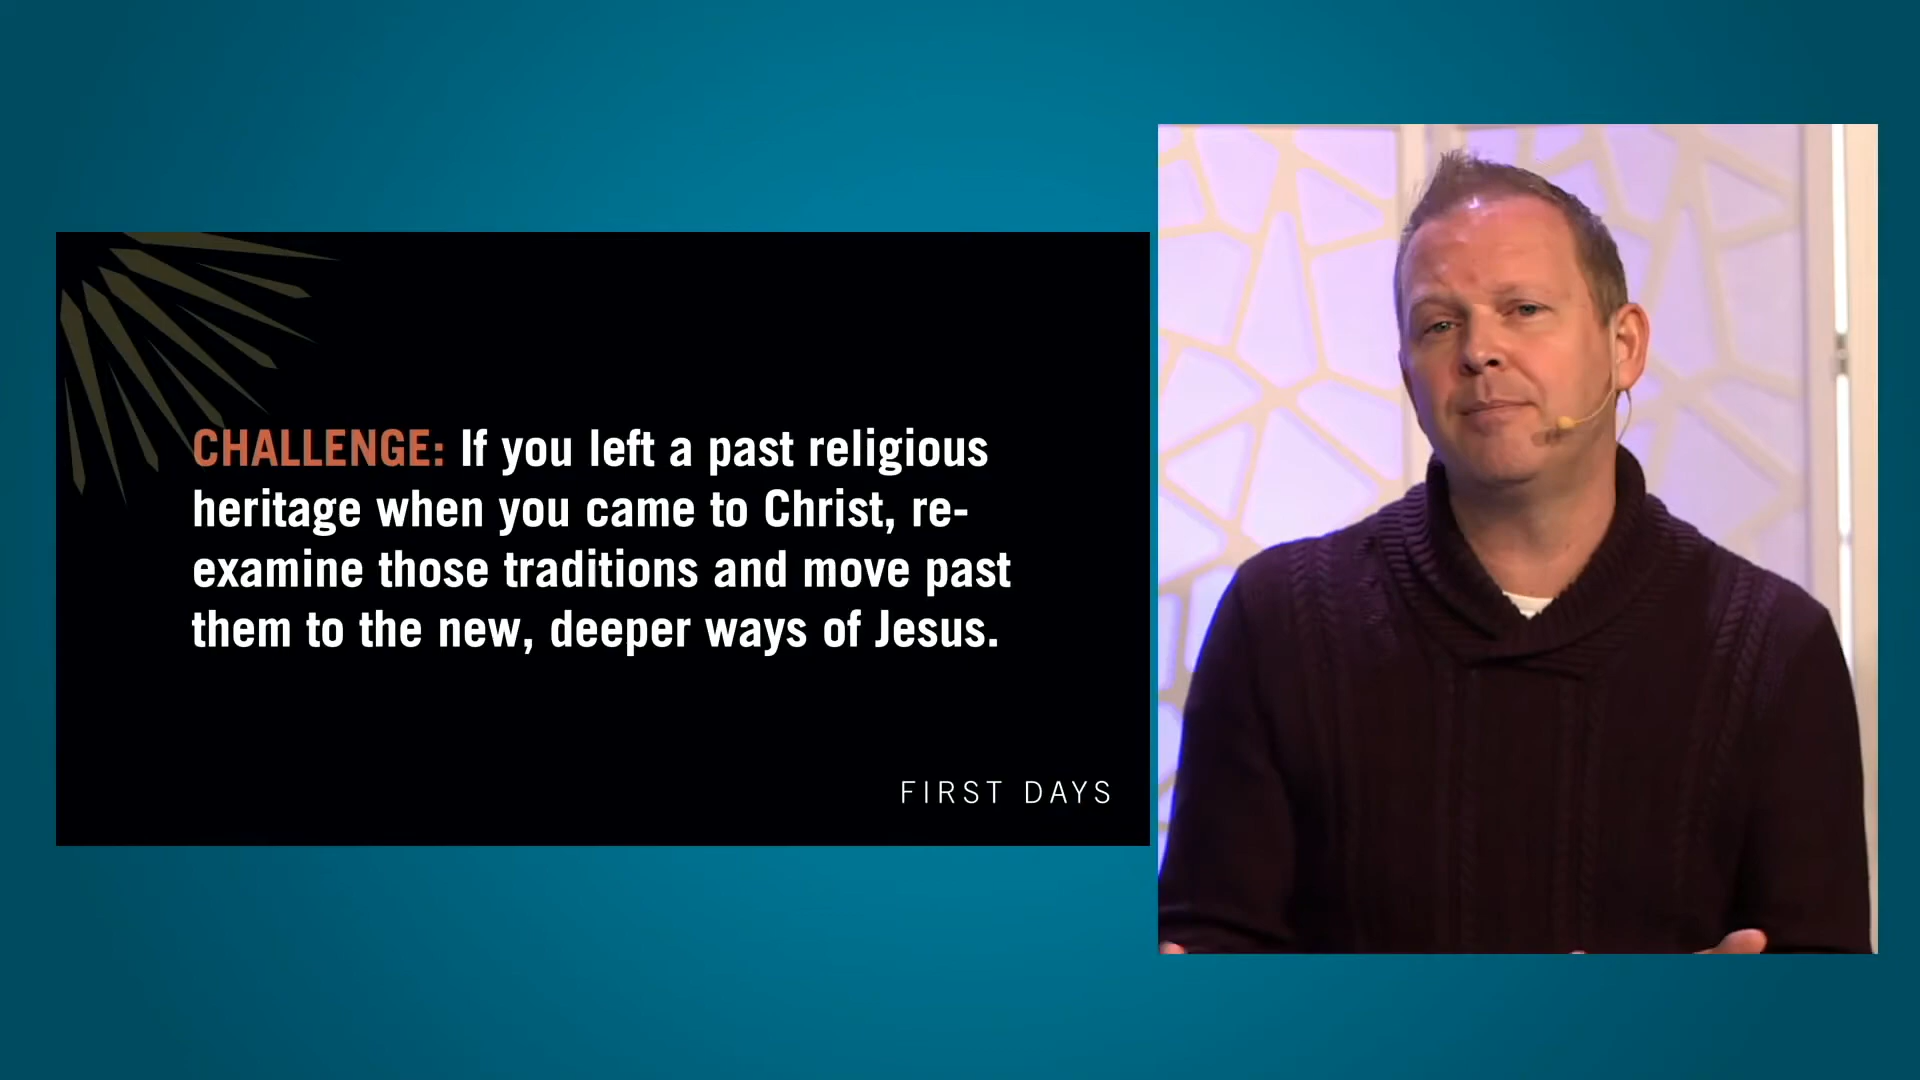 CHALLENGE: If you left a past religious
heritage when you came to Christ, re-
examine those traditions and move past
them to the new, deeper ways of Jesus.
FIRST DAYS